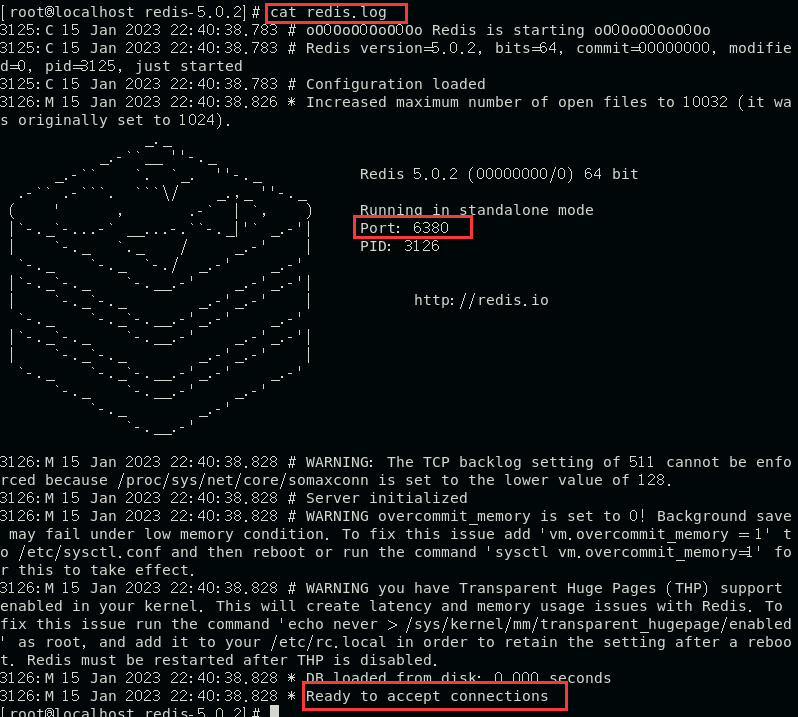 [root@localhost redis-5.0.2]# cat redis.log
3125:C 15 Jan 2023 22:40:38.783 # oO0OoO0OoO0Oo Redis is starting oO0OoO0OoO0Oo
3125:C 15 Jan 2023 22:40:38.783 # Redis version=5.0.2, bits=64, commit=00000000, modifie
d=0, pid=3125, just started
3125:C 15 Jan 2023 22:40:38.783 # Configuration loaded
3126:M 15 Jan 2023 22:40:38.826 * Increased maximum number of open files to 10032 (it wa
s originally set to 1024).
Redis 5.0.2 (00000000/0) 64 bit
Running in standalone mode
Port: 6380
PID: 3126
http://redis.io
3126:M 15 Jan 2023 22:40:38.828 # WARNING: The TCP backlog setting of 511 cannot be enfo
rced because /proc/sys/net/core/somaxconn is set to the lower value of 128.
3126:M 15 Jan 2023 22:40:38.828 # Server initialized
3126:M 15 Jan 2023 22:40:38.828 # WARNING overcommit_memory is set to 0! Background save
 may fail under low memory condition. To fix this issue add 'vm.overcommit_memory = 1' t
o /etc/sysctl.conf and then reboot or run the command 'sysctl vm.overcommit_memory=1' fo
r this to take effect.
3126:M 15 Jan 2023 22:40:38.828 # WARNING you have Transparent Huge Pages (THP) support
enabled in your kernel. This will create latency and memory usage issues with Redis. To
fix this issue run the command 'echo never > /sys/kernel/mm/transparent_hugepage/enabled
' as root, and add it to your /etc/rc.local in order to retain the setting after a reboo
t. Redis must be restarted after THP is disabled.
3126:M 15 Jan 2023 22:40:38.828 * DB loaded from disk: 0.000 seconds
3126:M 15 Jan 2023 22:40:38.828 * Ready to accept connections
[root@localhost redis-5.0.2]#